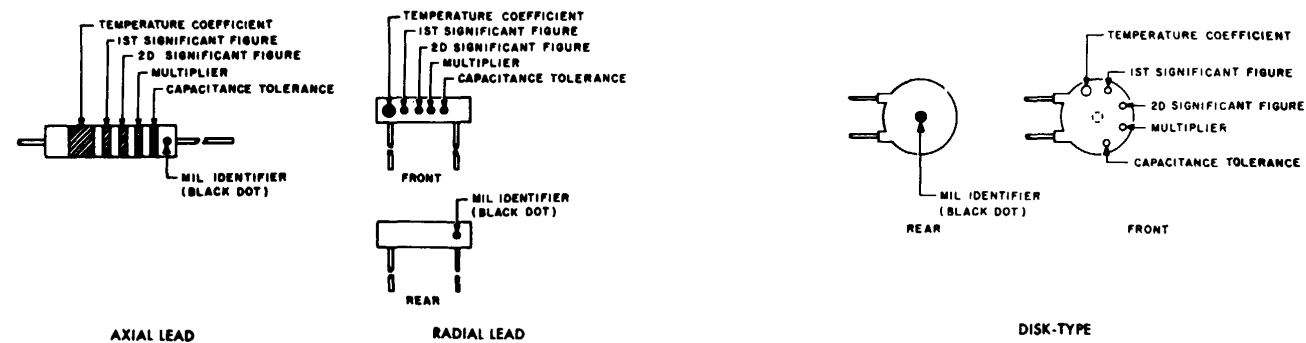 TEMPERATURE COEFFICIENT
1ST SIGNIFICANT FIGURE
2D SIGNIFICANT FIGURE
MULTIPLIER
CAPACITANCE TOLERANCE
MIL IDENTIFIER
(BLACK DOT)
AXIAL LEAD
TEMPERATURE COEFFICIENT
1ST SIGNIFICANT FIGURE
2D SIGNIFICANT FIGURE
MULTIPLIER
CAPACITANCE TOLERANCE
FRONT
MIL IDENTIFIER
(BLACK DOT)
REAR
RADIAL LEAD
MIL IDENTIFIER
(BLACK DOT)
REAR
TEMPERATURE COEFFICIENT
1ST SIGNIFICANT FIGURE
2D SIGNIFICANT FIGURE
MULTIPLIER
CAPACITANCE TOLERANCE
FRONT
DISK-TYPE